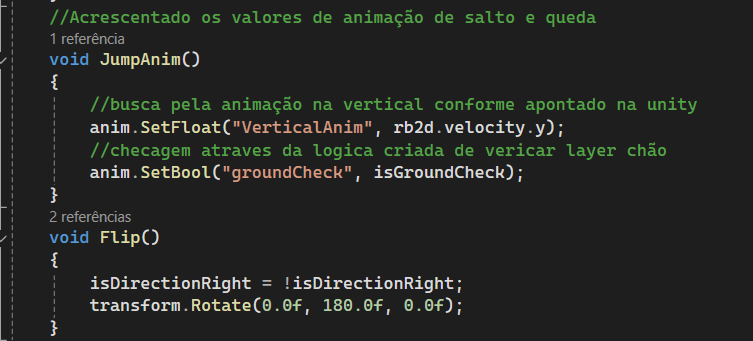 //Acrescentado os valores de animação de salto e queda
1 referência
void JumpAnim()
{
//busca pela animação na vertical conforme apontado na unity
anim.SetFloat("VerticalAnim", rb2d.velocity.y);
//checagem atraves da logica criada de vericar layer chão
anim.SetBool("groundCheck", isGroundCheck);
}
2 referências
void Flip()
{
isDirectionRight = !isDirectionRight;
transform.Rotate(0.0f, 180.0f, 0.0f);
}